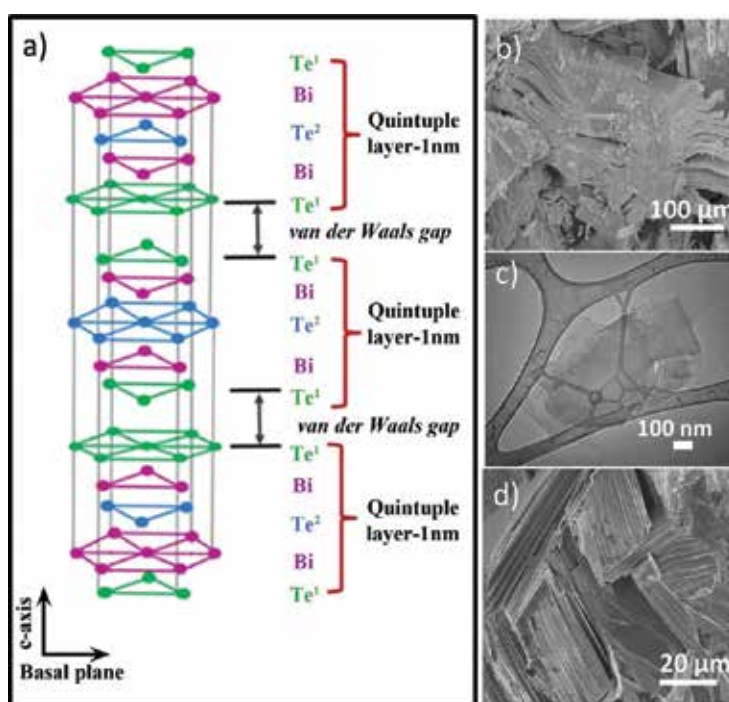 a)
Te¹
Bi
Te²
Bi
Te¹
Quintuple
layer-1nm
van der Waals gap
Te¹
Bi
Te²
Bi
Te¹
Quintuple
layer-1nm
van der Waals gap
Te¹
Bi
Te²
Bi
Te¹
Quintuple
layer-1nm
c-axis
Basal plane
b)
100 μm
c)
100 nm
d)
20 μm